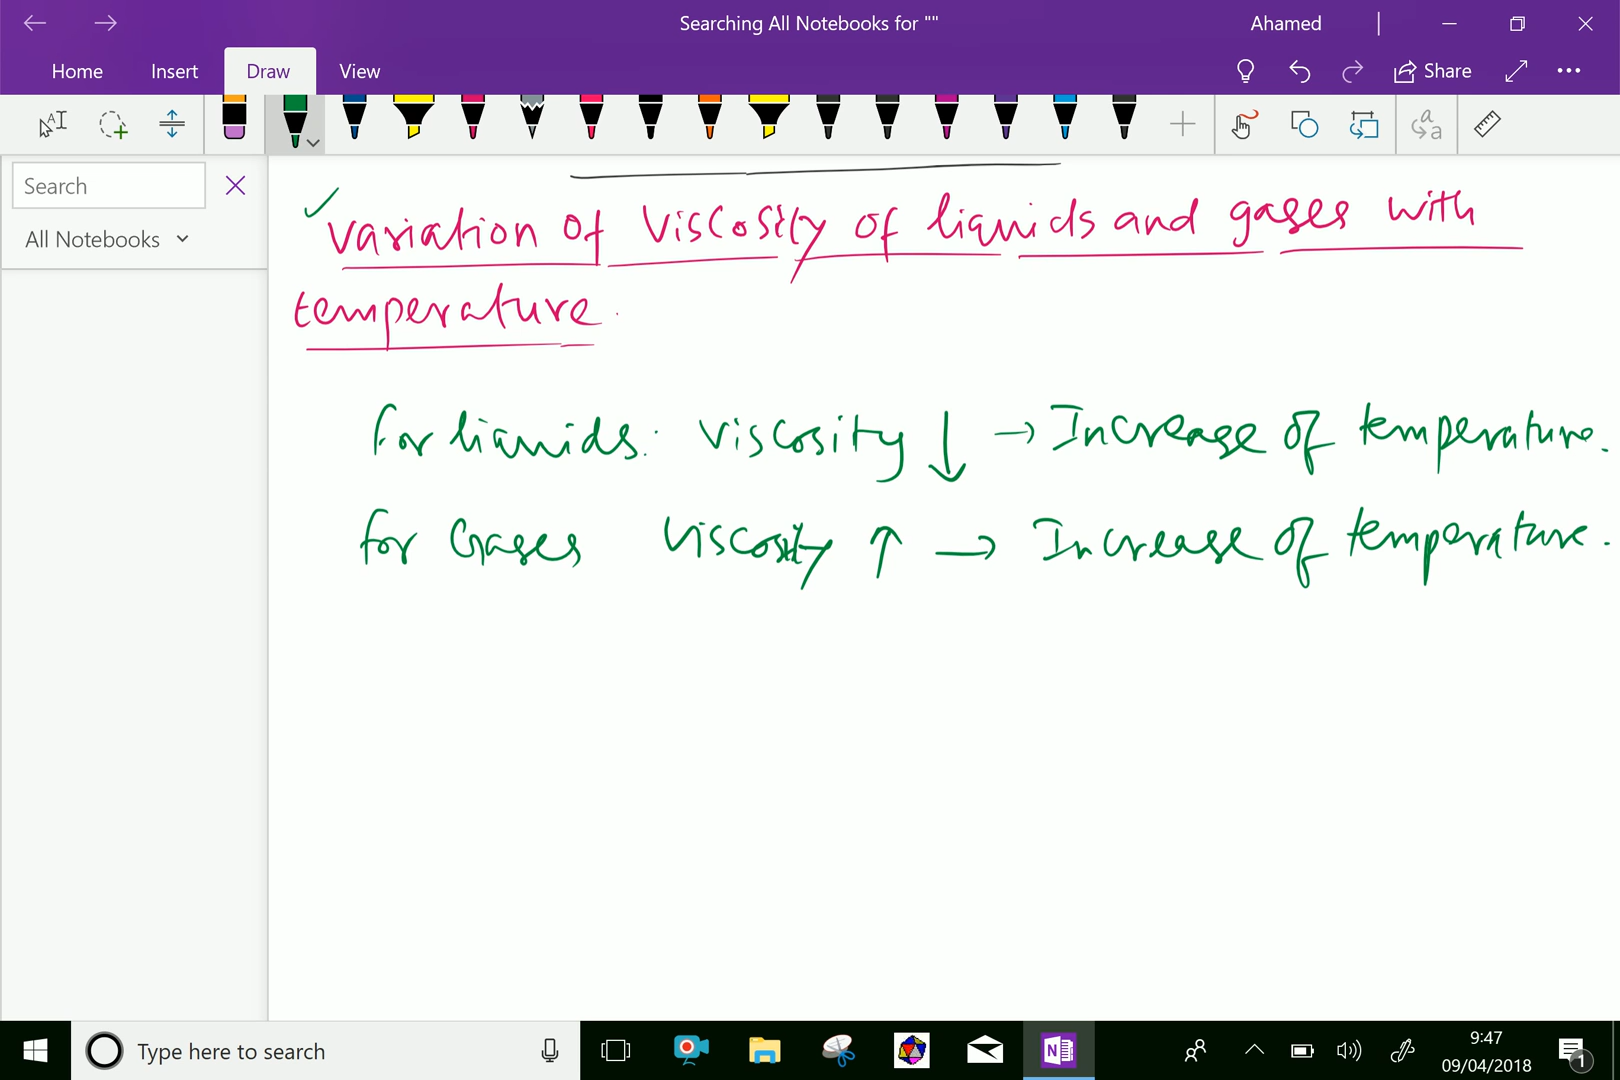 Searching All Notebooks for ""
Ahamed
Home Insert Draw View
Share
Search
All Notebooks
Variation of Viscosity of liquids and gases with
temperature.
for liquids: Viscosity ↓ → Increase of temperature.
for Gases Viscosity ↑ → Increase of temperature.
Type here to search
9:47
09/04/2018
1